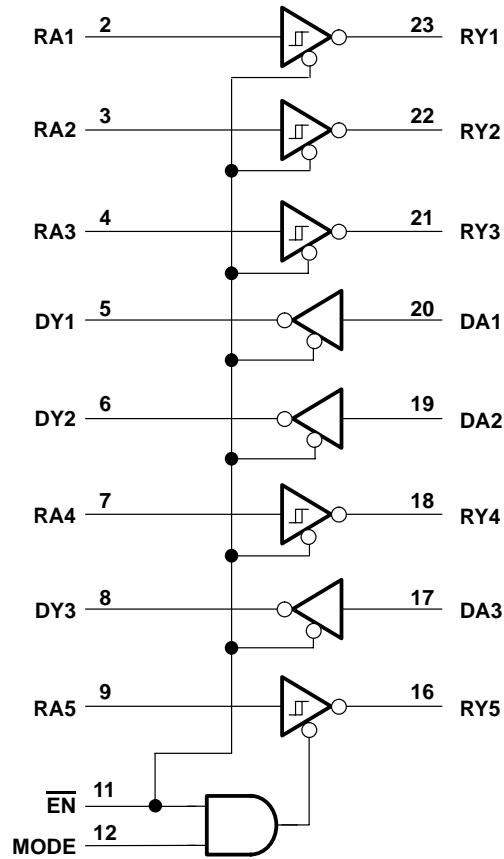 RA1 2 23 RY1
RA2 3 22 RY2
RA3 4 21 RY3
DY1 5 20 DA1
DY2 6 19 DA2
RA4 7 18 RY4
DY3 8 17 DA3
RA5 9 16 RY5
EN 11
MODE 12